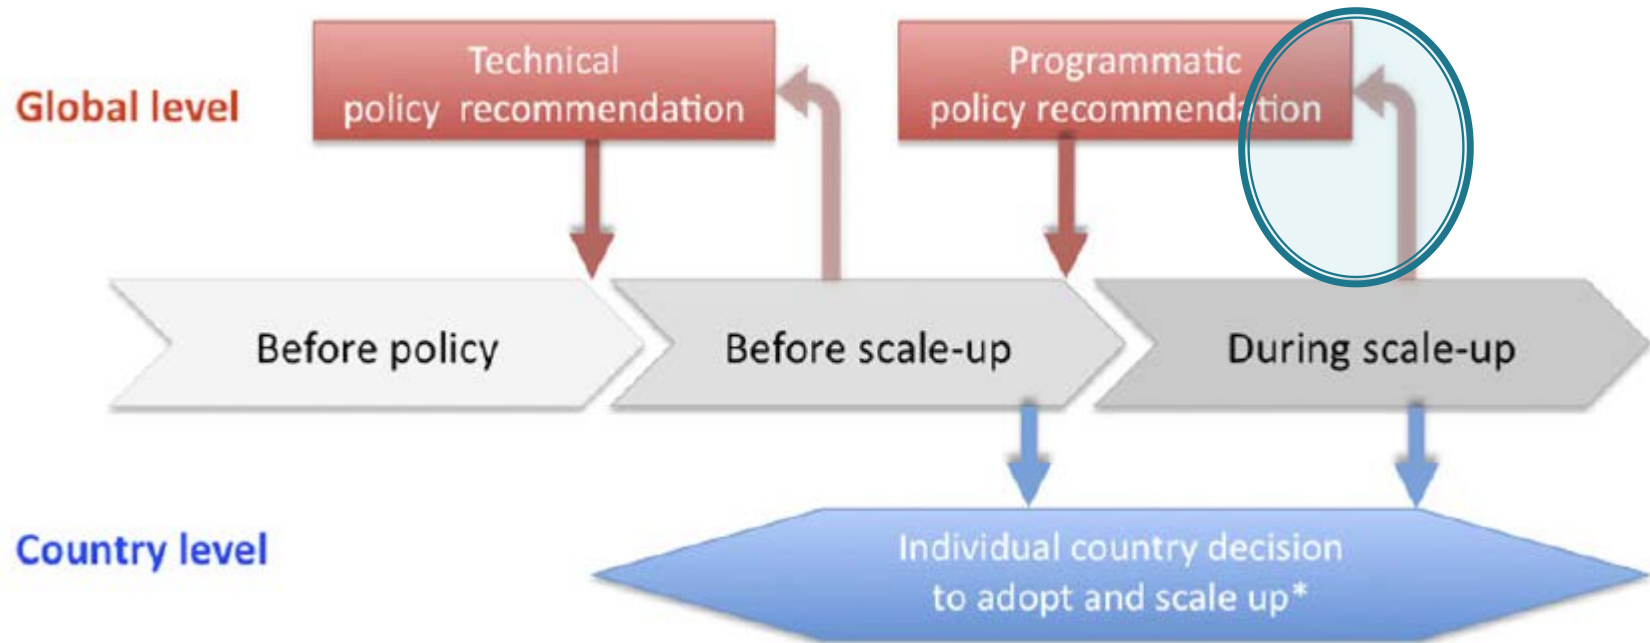 Global level
Technical
policy recommendation
Programmatic
policy recommendation
Before policy
Before scale-up
During scale-up
Country level
Individual country decision
to adopt and scale up*